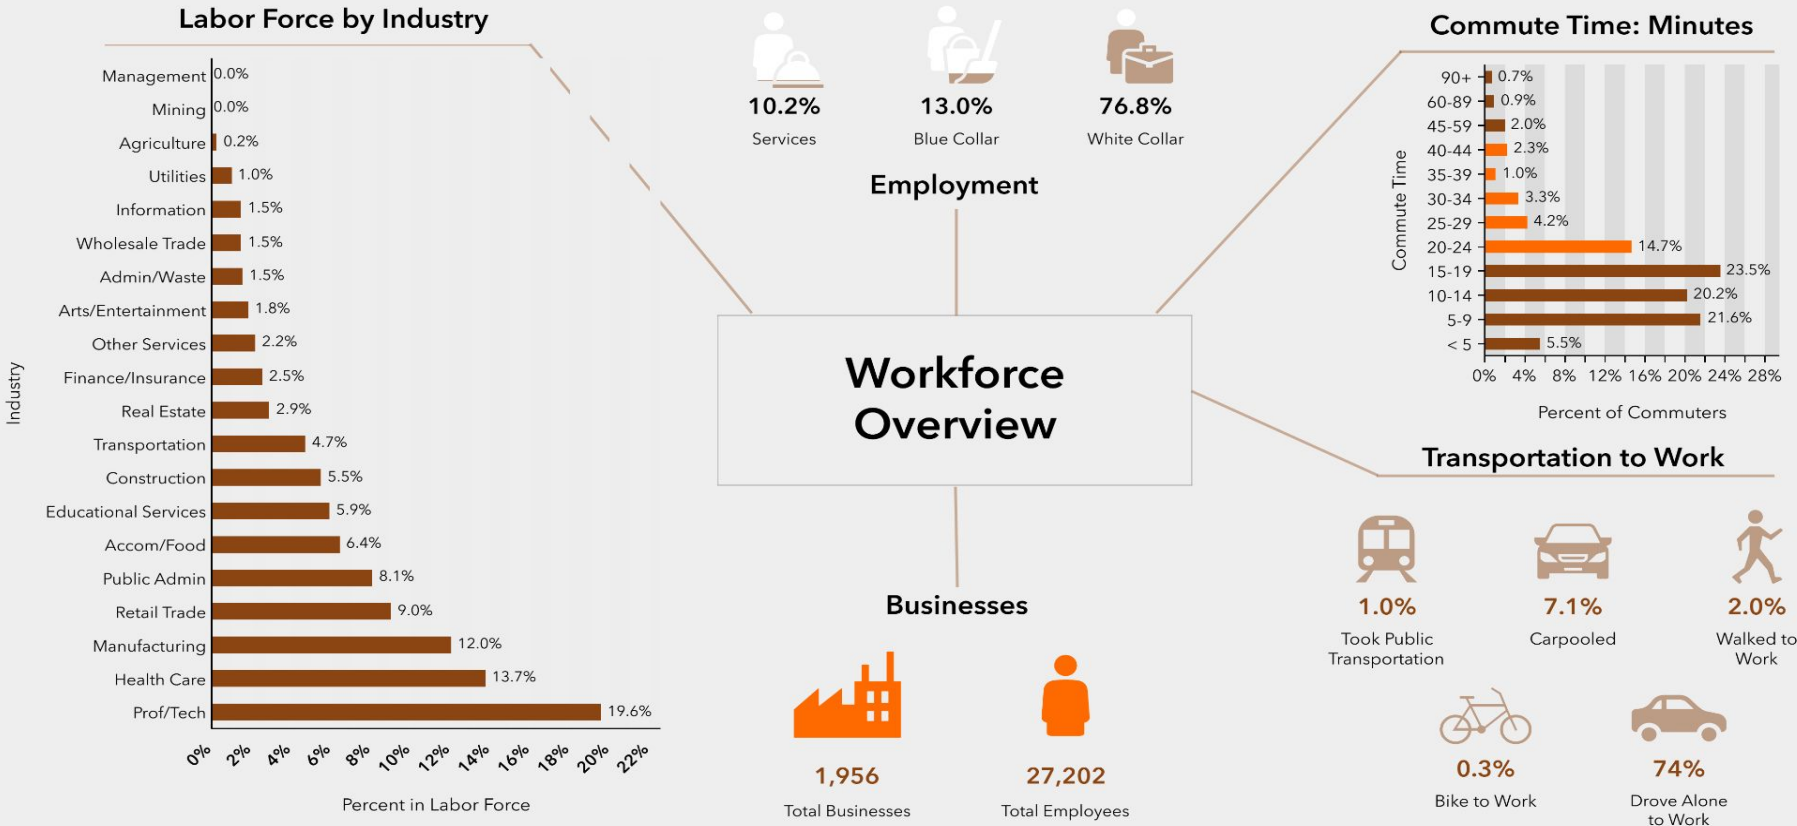 Labor Force by Industry
Industry
Management 0.0%
Mining 0.0%
Agriculture 0.2%
Utilities 1.0%
Information 1.5%
Wholesale Trade 1.5%
Admin/Waste 1.5%
Arts/Entertainment 1.8%
Other Services 2.2%
Finance/Insurance 2.5%
Real Estate 2.9%
Transportation 4.7%
Construction 5.5%
Educational Services 5.9%
Accom/Food 6.4%
Public Admin 8.1%
Retail Trade 9.0%
Manufacturing 12.0%
Health Care 13.7%
Prof/Tech 19.6%
0% 2% 4% 6% 8% 10% 12% 14% 16% 18% 20% 22%
Percent in Labor Force
10.2% 13.0% 76.8%
Services Blue Collar White Collar
Employment
Workforce
Overview
Businesses
1,956 27,202
Total Businesses Total Employees
Commute Time: Minutes
Commute Time
90+ 0.7%
60-89 0.9%
45-59 2.0%
40-44 2.3%
35-39 1.0%
30-34 3.3%
25-29 4.2%
20-24 14.7%
15-19 23.5%
10-14 20.2%
5-9 21.6%
< 5 5.5%
0% 4% 8% 12% 16% 20% 24% 28%
Percent of Commuters
Transportation to Work
1.0% 7.1% 2.0%
Took Public Carpooled Walked to
Transportation Work
0.3% 74%
Bike to Work Drove Alone
to Work